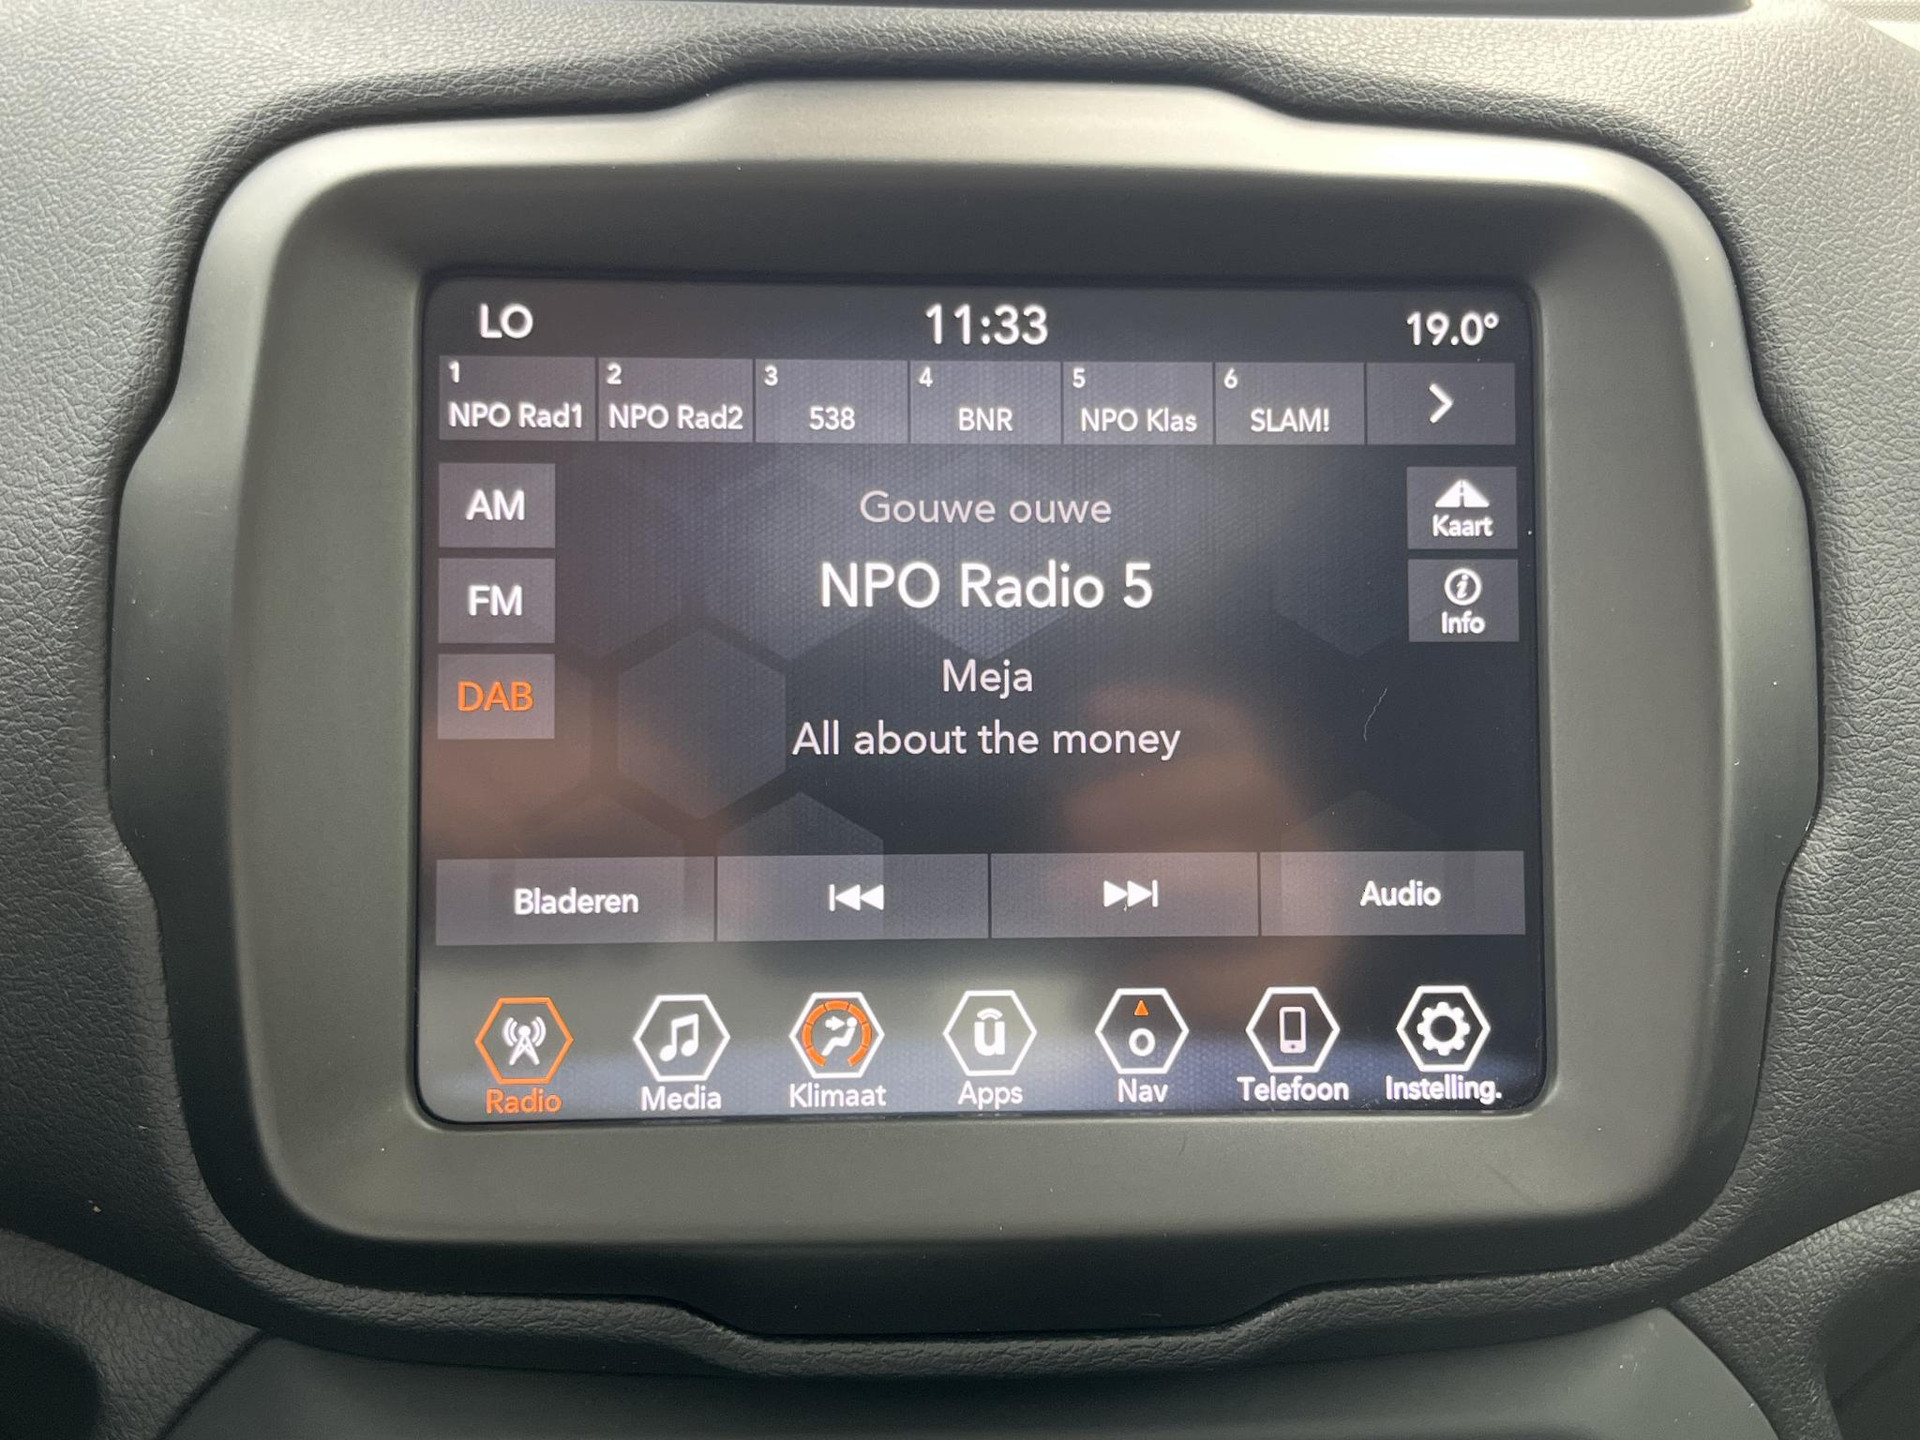 LO 11:33 19.0°
1 2 3 4 5 6
NPO Rad1 NPO Rad2 538 BNR NPO Klas SLAM!
AM
FM
DAB
Gouwe ouwe
NPO Radio 5
Meja
All about the money
Kaart
i
Info
Bladeren Audio
ü
Radio Media Klimaat Apps Nav Telefoon Instelling.